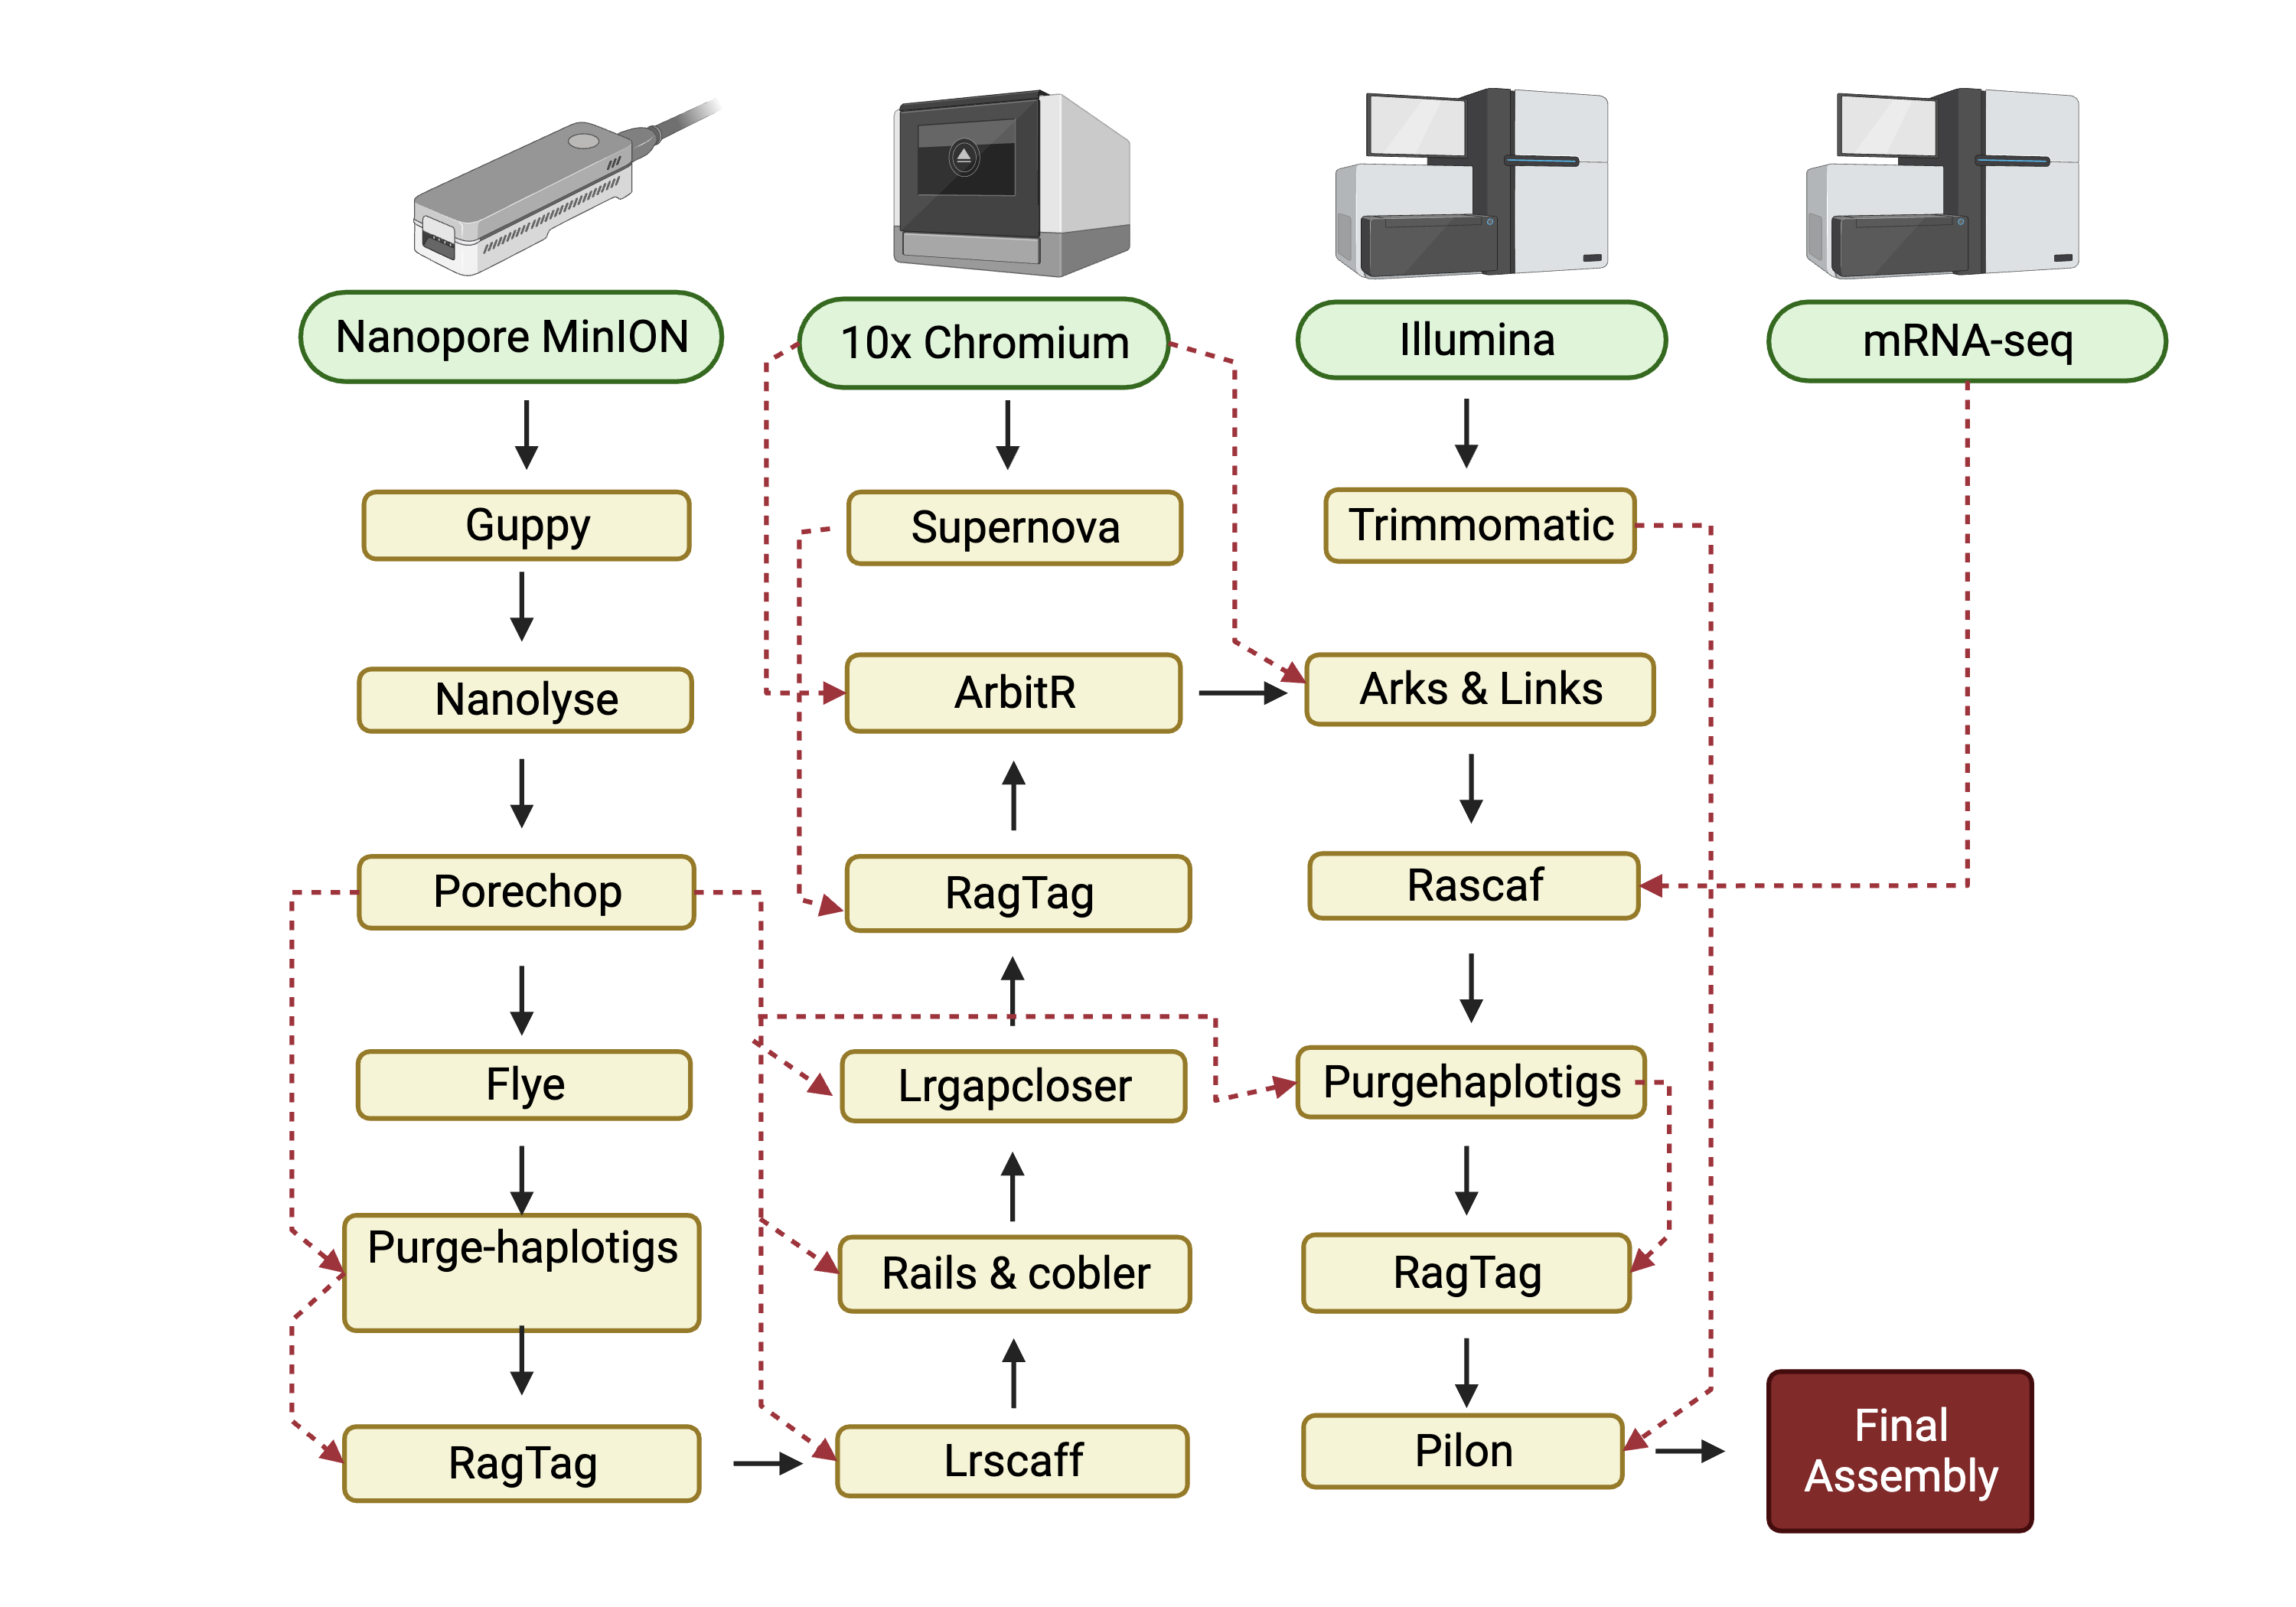 Nanopore MinION
10x Chromium
Illumina
mRNA-seq
Guppy
Supernova
Trimmomatic
Nanolyse
ArbitR
Arks & Links
Porechop
RagTag
Rascaf
Flye
Lrgapcloser
Purgehaplotigs
Purge-haplotigs
Rails & cobler
RagTag
RagTag
Lrscaff
Pilon
Final
Assembly